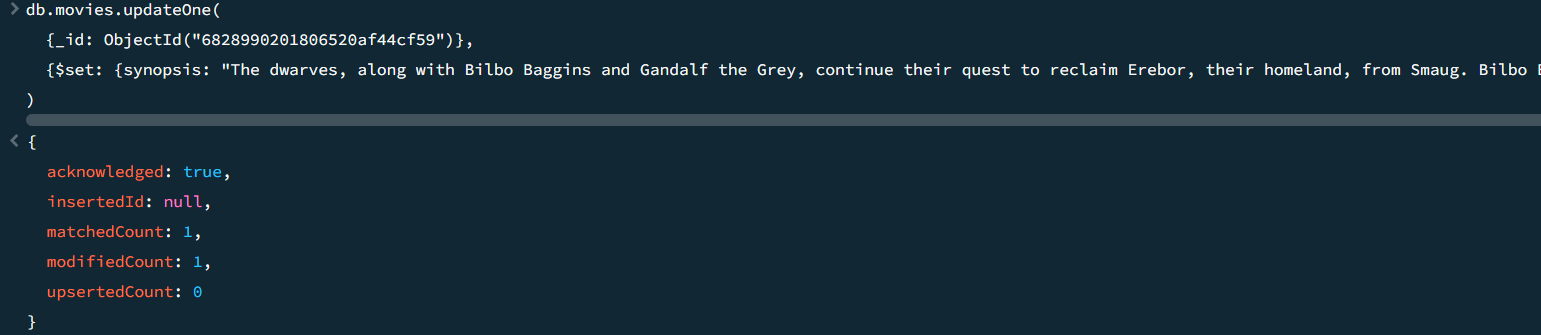 db.movies.updateOne(
{_id: ObjectId("6828990201806520af44cf59")},
{$set: {synopsis: "The dwarves, along with Bilbo Baggins and Gandalf the Grey, continue their quest to reclaim Erebor, their homeland, from Smaug. Bilbo
)
{
acknowledged: true,
insertedId: null,
matchedCount: 1,
modifiedCount: 1,
upsertedCount: 0
}